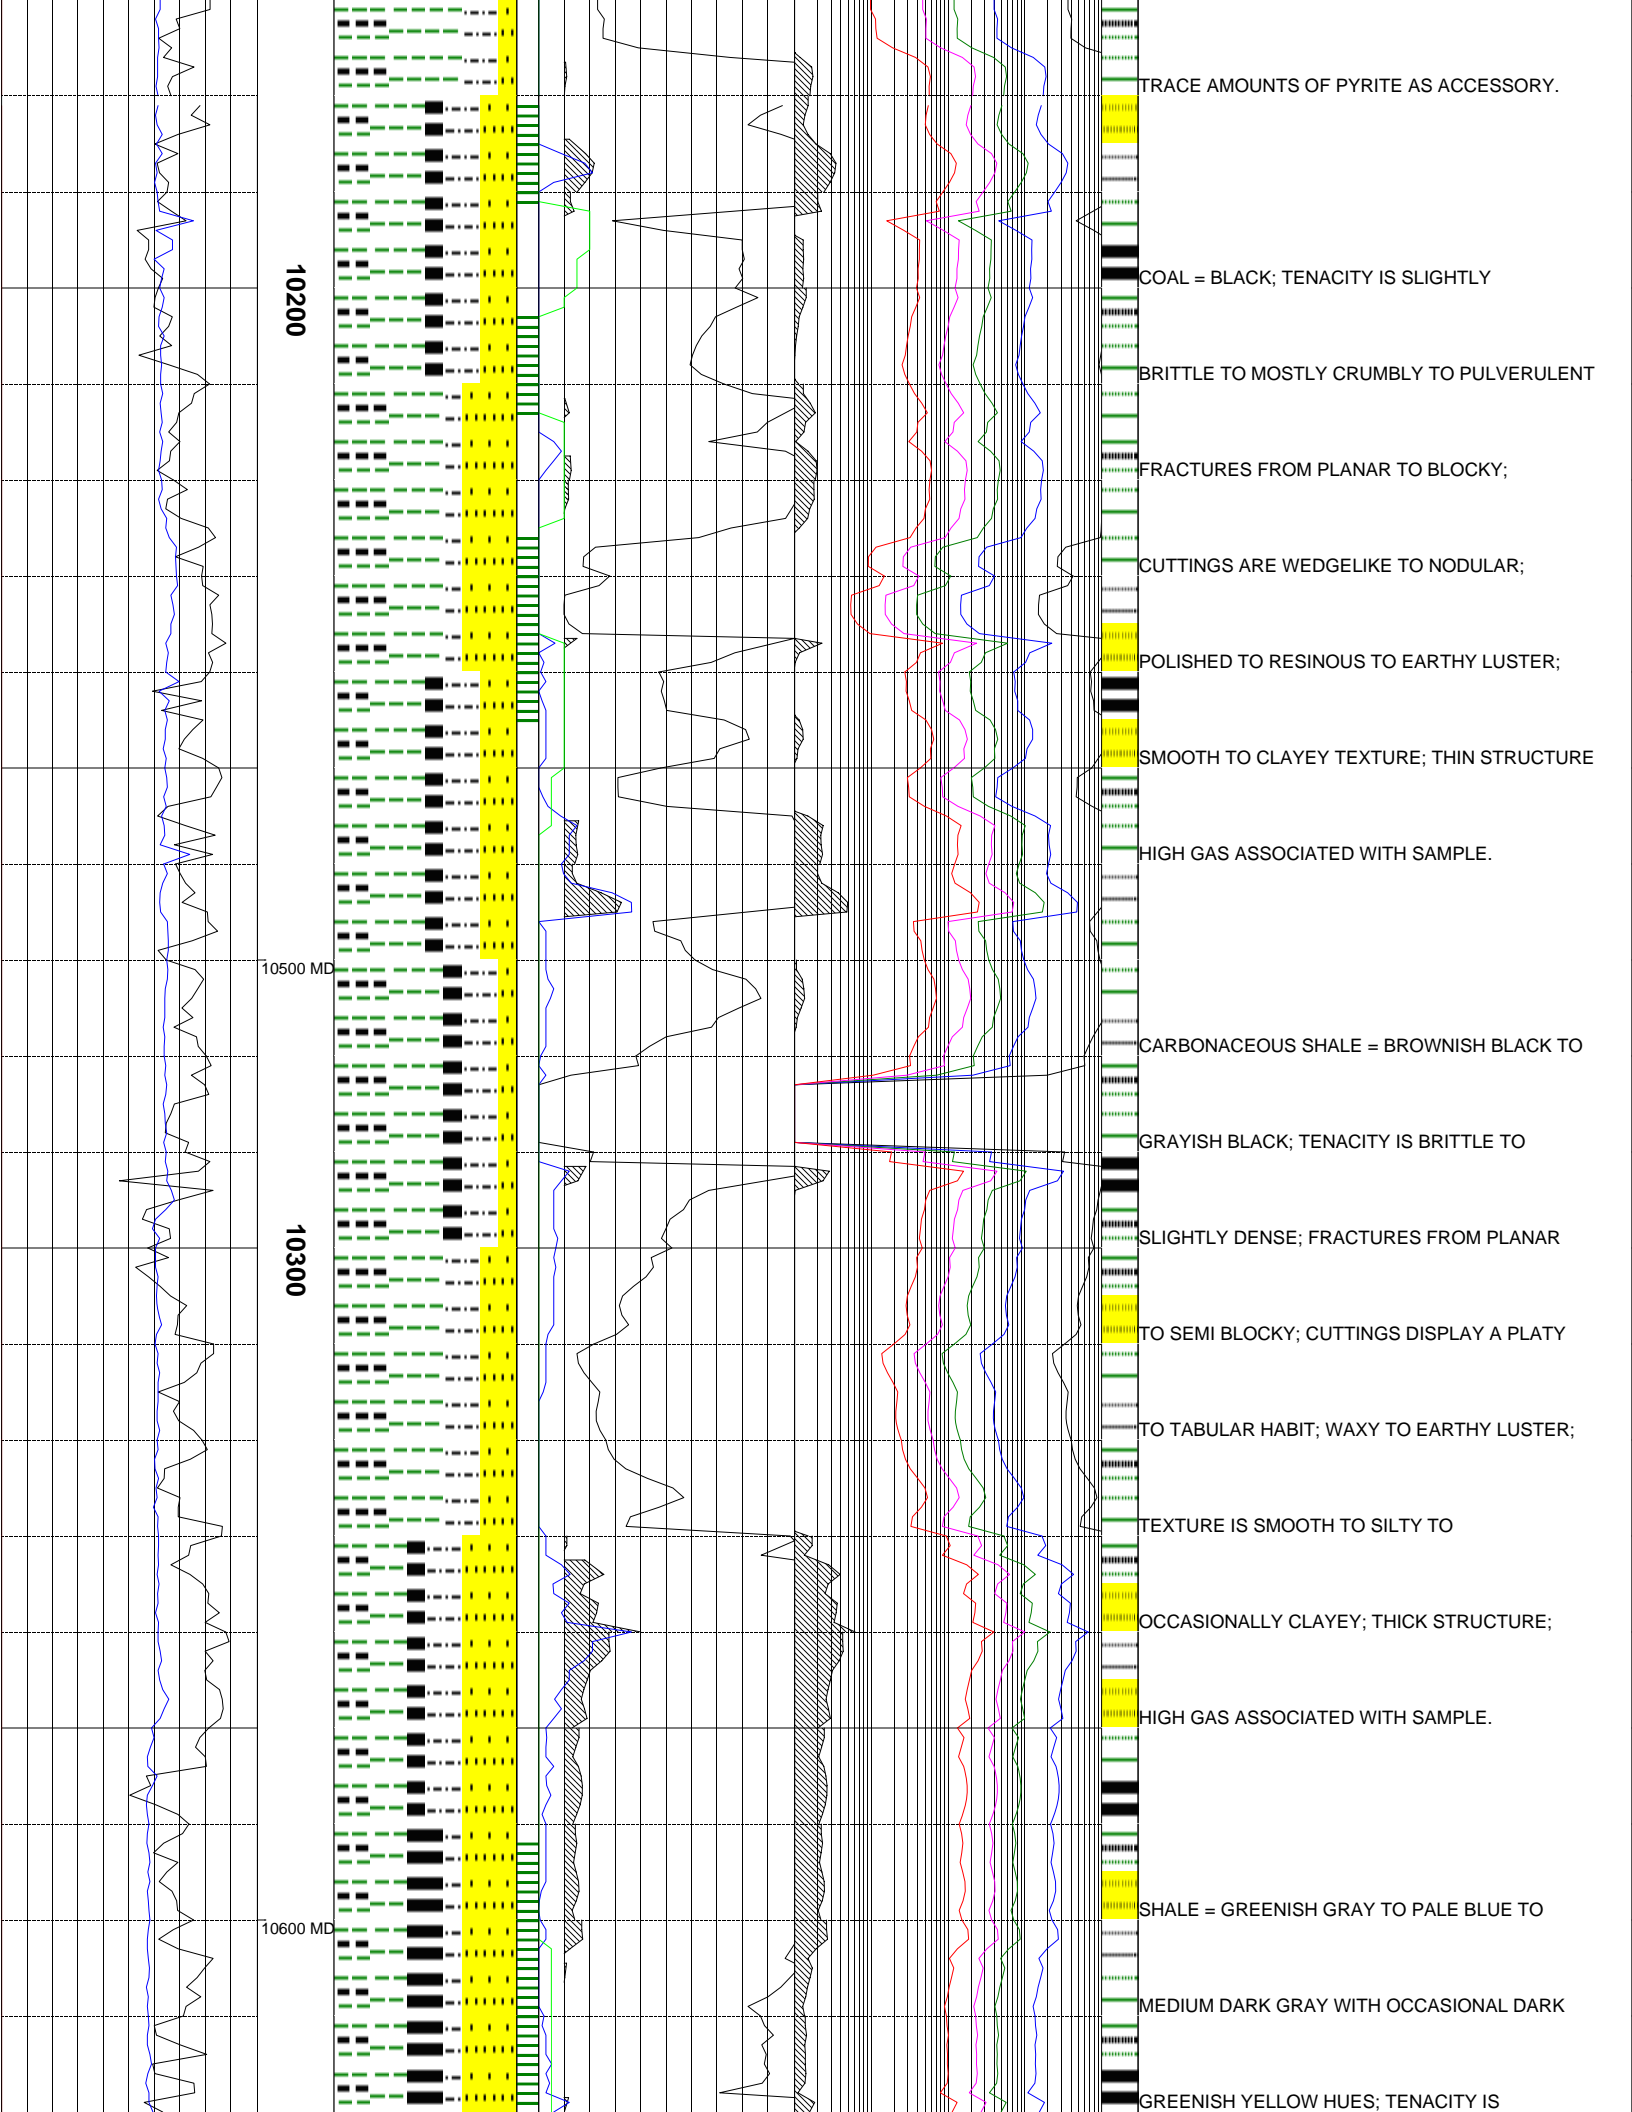 TRACE AMOUNTS OF PYRITE AS ACCESSORY.
10200
COAL = BLACK; TENACITY IS SLIGHTLY
BRITTLE TO MOSTLY CRUMBLY TO PULVERULENT
FRACTURES FROM PLANAR TO BLOCKY;
CUTTINGS ARE WEDGELIKE TO NODULAR;
POLISHED TO RESINOUS TO EARTHY LUSTER;
SMOOTH TO CLAYEY TEXTURE; THIN STRUCTURE
HIGH GAS ASSOCIATED WITH SAMPLE.
10500 MD
CARBONACEOUS SHALE = BROWNISH BLACK TO
GRAYISH BLACK; TENACITY IS BRITTLE TO
SLIGHTLY DENSE; FRACTURES FROM PLANAR
10300
TO SEMI BLOCKY; CUTTINGS DISPLAY A PLATY
TO TABULAR HABIT; WAXY TO EARTHY LUSTER;
TEXTURE IS SMOOTH TO SILTY TO
OCCASIONALLY CLAYEY; THICK STRUCTURE;
HIGH GAS ASSOCIATED WITH SAMPLE.
SHALE = GREENISH GRAY TO PALE BLUE TO
10600 MD
MEDIUM DARK GRAY WITH OCCASIONAL DARK
GREENISH YELLOW HUES; TENACITY IS